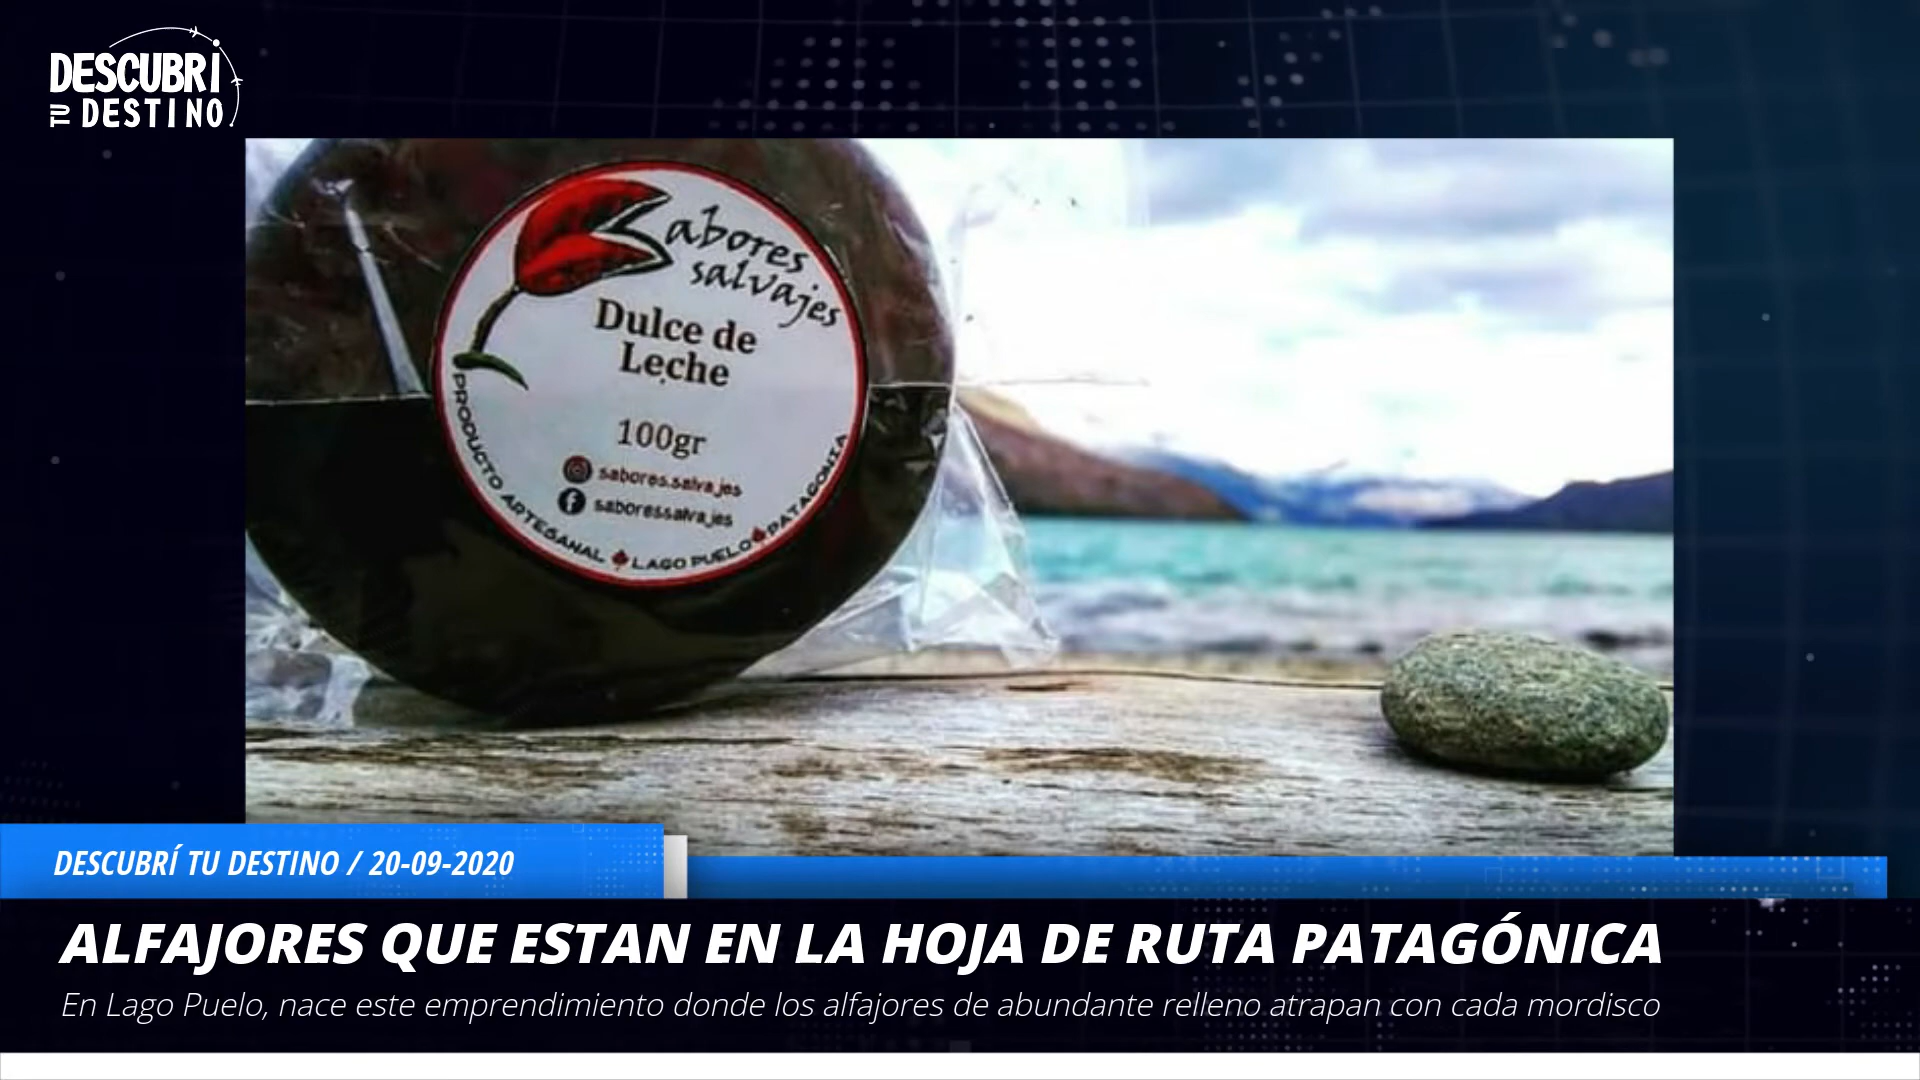 DESCUBRÍ
TU DESTINO
Sabores
salvajes
Dulce de
Leche
100gr
sabores.salvajes
saboressalvajes
PRODUCTO ARTESANAL LAGO PUELO PATAGONIA
DESCUBRÍ TU DESTINO / 20-09-2020
ALFAJORES QUE ESTAN EN LA HOJA DE RUTA PATAGÓNICA
En Lago Puelo, nace este emprendimiento donde los alfajores de abundante relleno atrapan con cada mordisco